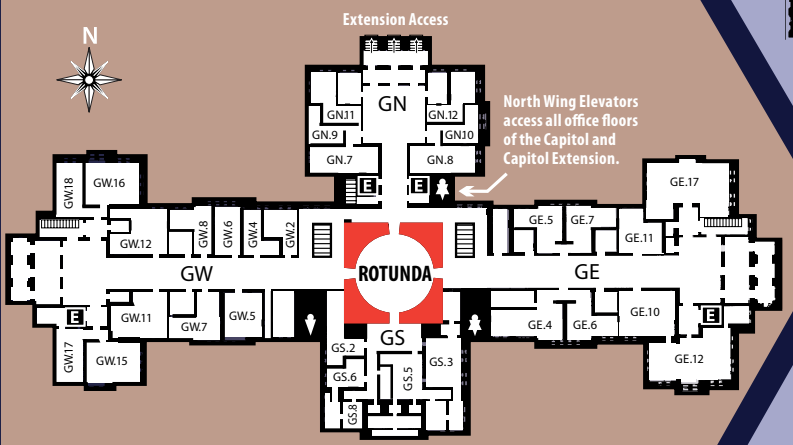 Extension Access
N
GN
GN.11
GN.12
GN.9
GN.10
GN.7
GN.8
E
E
North Wing Elevators
access all office floors
of the Capitol and
Capitol Extension.
GW.18
GW.16
GW.12
GW.8
GW.6
GW.4
GW.2
GW
GW.11
GW.7
GW.5
E
GW.17
GW.15
ROTUNDA
GE.17
GE.5
GE.7
GE.11
GE
GE.4
GE.6
GE.10
E
GE.12
GS
GS.2
GS.6
GS.8
GS.5
GS.3